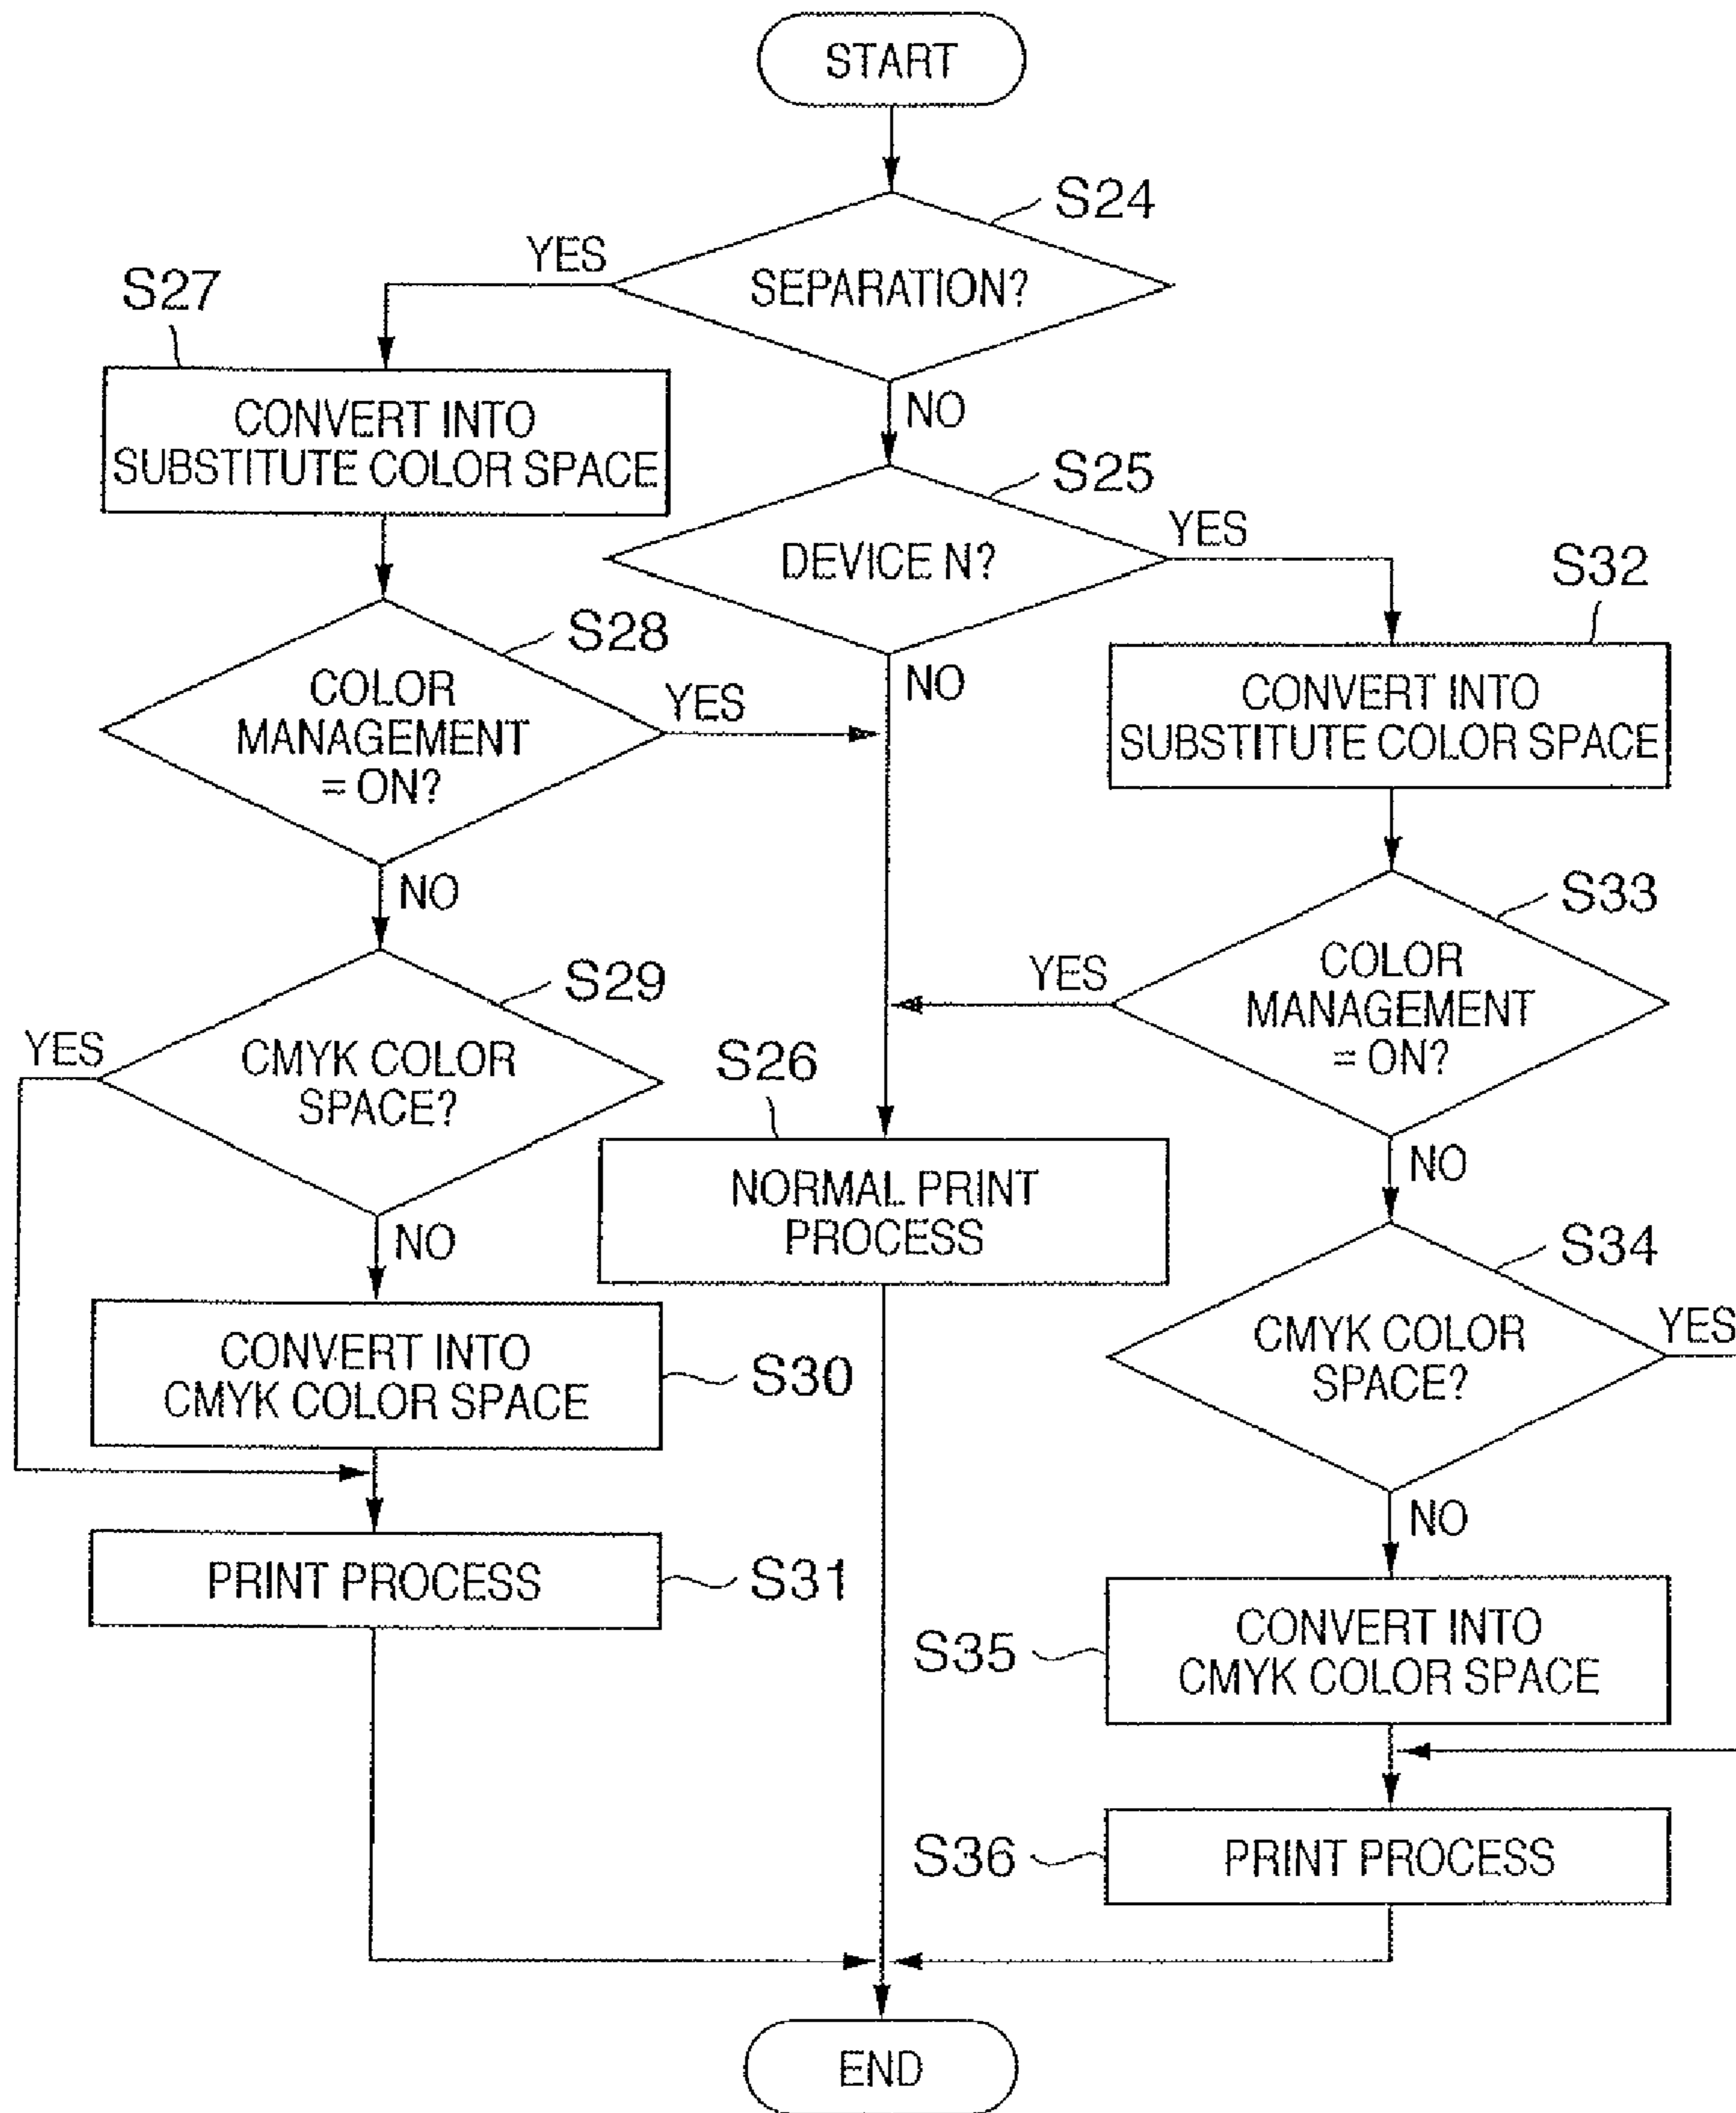 START
S24
SEPARATION?
YES
NO
S27
CONVERT INTO
SUBSTITUTE COLOR SPACE
S25
DEVICE N?
YES
NO
S28
COLOR
MANAGEMENT
= ON?
YES
NO
S32
CONVERT INTO
SUBSTITUTE COLOR SPACE
S33
COLOR
MANAGEMENT
= ON?
YES
NO
S29
CMYK COLOR
SPACE?
YES
NO
S26
NORMAL PRINT
PROCESS
S34
CMYK COLOR
SPACE?
YES
NO
CONVERT INTO
CMYK COLOR SPACE
S30
PRINT PROCESS
S31
S35
CONVERT INTO
CMYK COLOR SPACE
S36
PRINT PROCESS
END